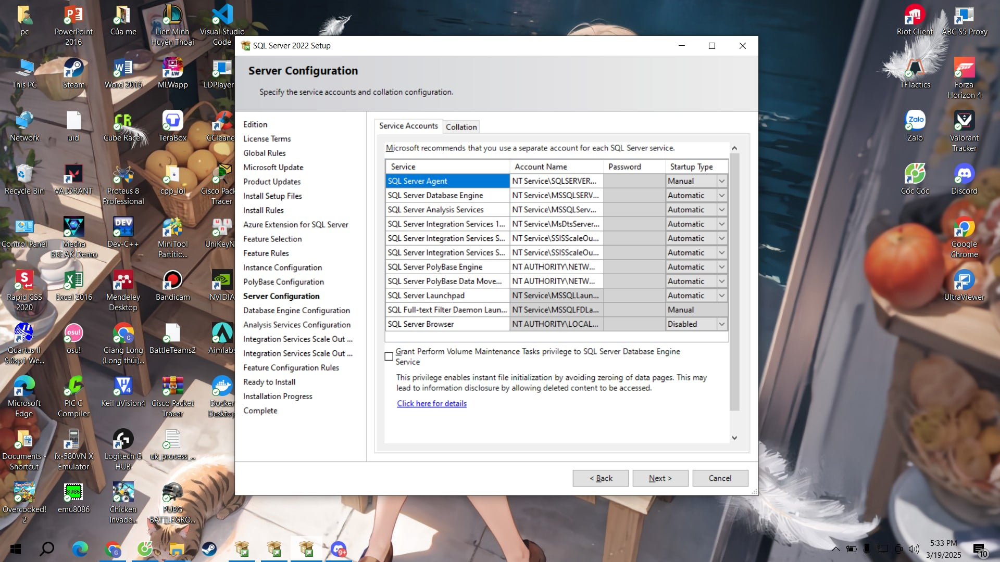 pc
PowerPoint
2016
Của me
Liên Minh
Huyền Thoại
Visual Studio
Code
Riot Client
ABC S5 Proxy
This PC
Steam
Word 2016
MLWapp
LDPlayer
TFTactics
Forza
Horizon 4
Network
uid
Cube Racer
TeraBox
CCleane
Zalo
Valorant
Tracker
Recycle Bin
VALORANT
Proteus 8
Professional
cpp_lol
Cisco Pack
Tracer
Cốc Cốc
Discord
Control Panel
Mecha
BREAK Demo
Dev-C++
MiniTool
Partitio...
UniKeyN
Google
Chrome
Rapid CSS
2020
Excel 2016
Mendeley
Desktop
Bandicam
NVIDIA
UltraViewer
Quartus II
9.0sp1 We...
osu!
Giang Long
(Long thúi)...
BattleTeams2
Aimlabs
Microsoft
Edge
PIC C
Compiler
Keil uVision4
Cisco Packet
Tracer
Docker
Desktop
Documents -
Shortcut
fx-580VN X
Emulator
Logitech G
HUB
uk_process_...
Overcooked!
2
emu8086
Chicken
Invade...
PUBG
BATTLEGRO...
SQL Server 2022 Setup
Server Configuration
Specify the service accounts and collation configuration.
Edition
License Terms
Global Rules
Microsoft Update
Product Updates
Install Setup Files
Install Rules
Azure Extension for SQL Server
Feature Selection
Feature Rules
Instance Configuration
PolyBase Configuration
Server Configuration
Database Engine Configuration
Analysis Services Configuration
Integration Services Scale Out ...
Integration Services Scale Out ...
Feature Configuration Rules
Ready to Install
Installation Progress
Complete
Service Accounts Collation
Microsoft recommends that you use a separate account for each SQL Server service.
Service Account Name Password Startup Type
SQL Server Agent NT Service\SQLSERVER... Manual
SQL Server Database Engine NT Service\MSSQLSERV... Automatic
SQL Server Analysis Services NT Service\MSSQLServ... Automatic
SQL Server Integration Services 1... NT Service\MsDtsServer... Automatic
SQL Server Integration Services S... NT Service\SSISScaleOu... Automatic
SQL Server Integration Services S... NT Service\SSISScaleOu... Automatic
SQL Server PolyBase Engine NT AUTHORITY\NETW... Automatic
SQL Server PolyBase Data Move... NT AUTHORITY\NETW... Automatic
SQL Server Launchpad NT Service\MSSQLLaun... Automatic
SQL Full-text Filter Daemon Laun... NT Service\MSSQLFDLa... Manual
SQL Server Browser NT AUTHORITY\LOCAL... Disabled
Grant Perform Volume Maintenance Tasks privilege to SQL Server Database Engine
Service
This privilege enables instant file initialization by avoiding zeroing of data pages. This may
lead to information disclosure by allowing deleted content to be accessed.
Click here for details
< Back Next > Cancel
5:33 PM
3/19/2025
10